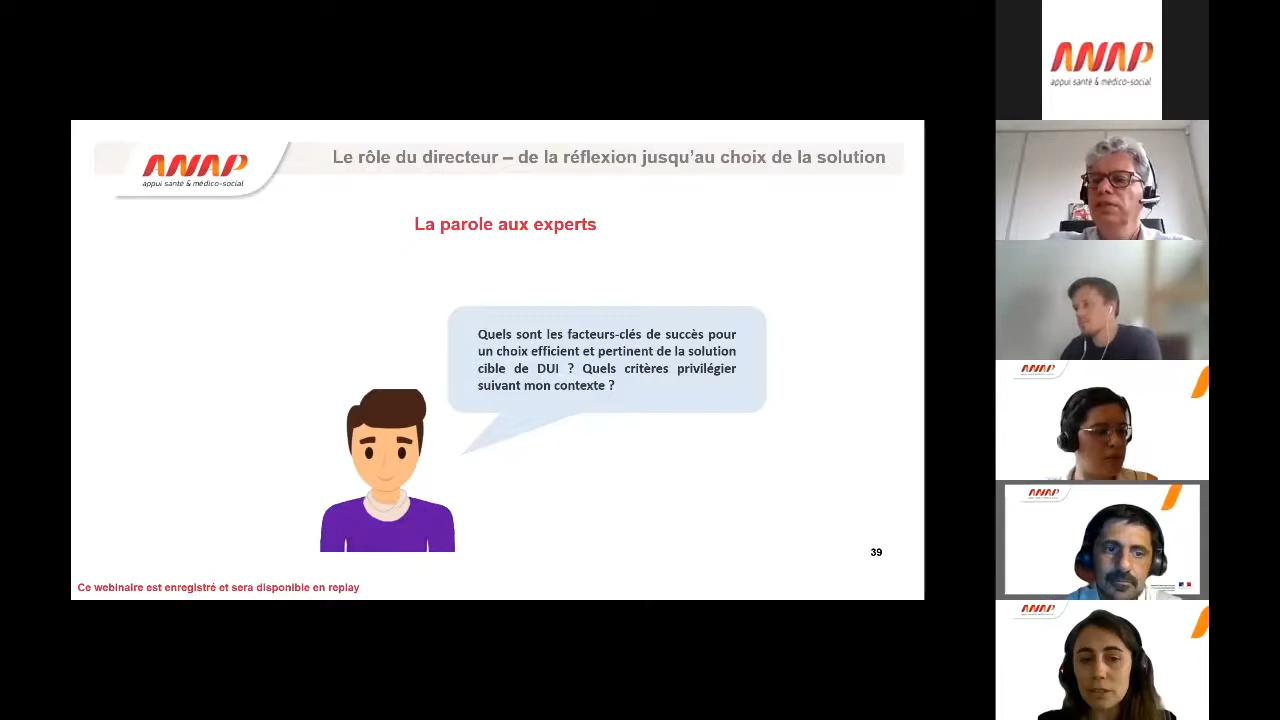 ANAP
appui santé & médico-social
Le rôle du directeur – de la réflexion jusqu'au choix de la solution
La parole aux experts
Quels sont les facteurs-clés de succès pour
un choix efficient et pertinent de la solution
cible de DUI ? Quels critères privilégier
suivant mon contexte ?
39
Ce webinaire est enregistré et sera disponible en replay
ANAP
appui santé & médico-social
ANAP
ANAP
ANAP